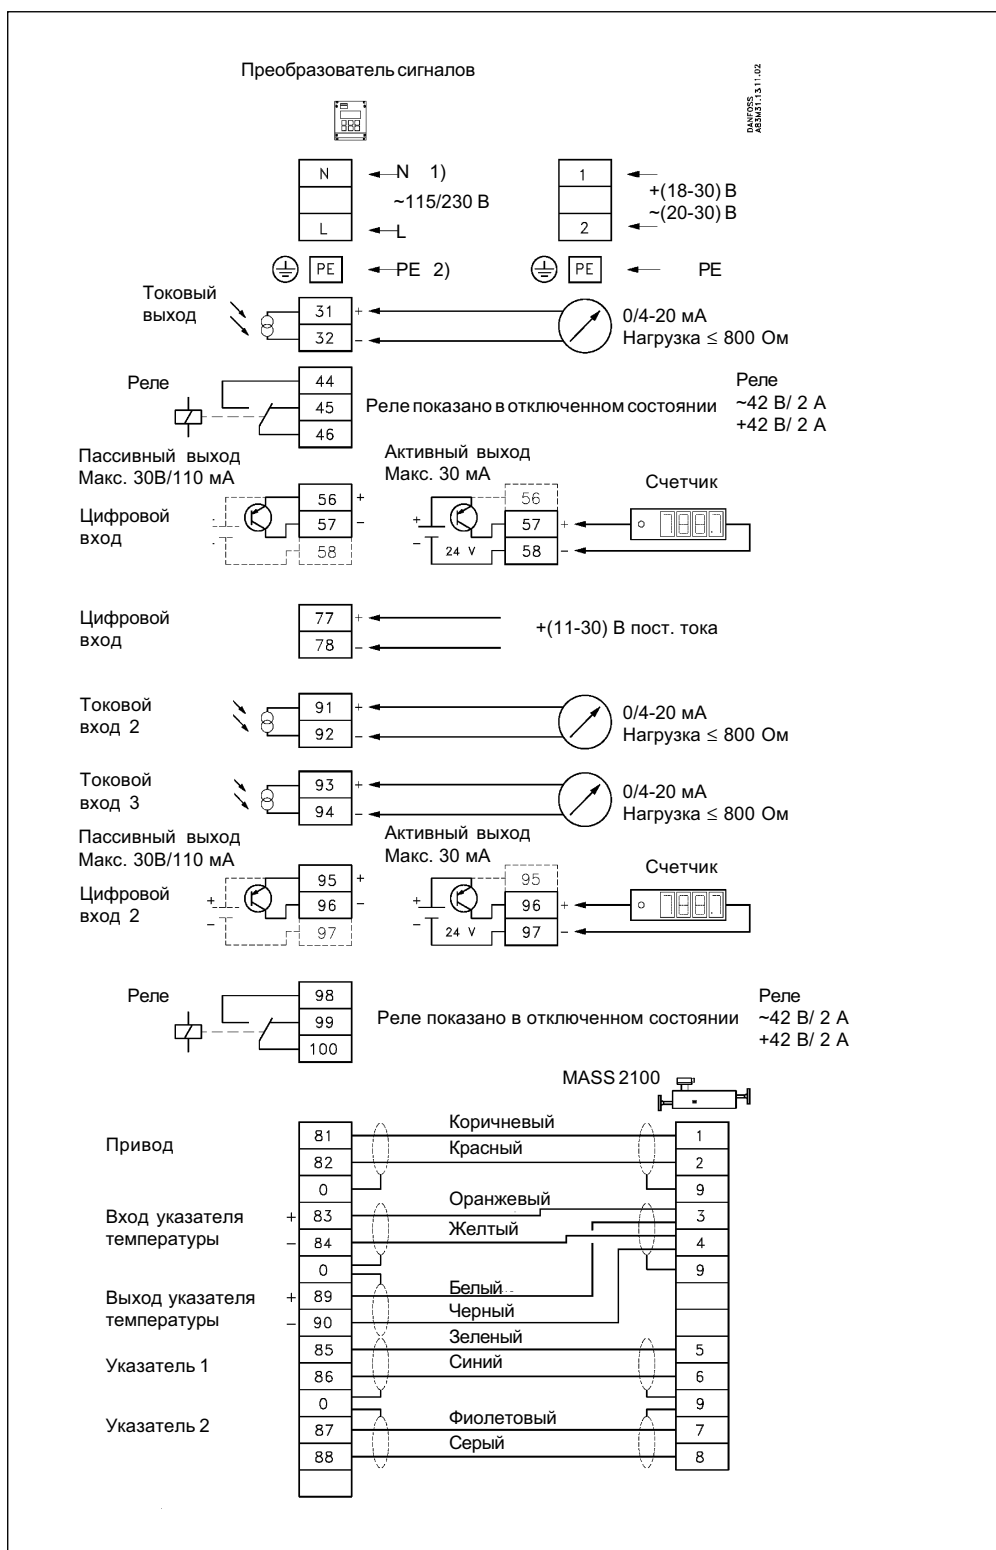 Преобразователь сигналов
DANFOSS
A83M31.13.11.02
N
N 1)
1
~115/230 В
+(18-30) В
~(20-30) В
L
L
2
PE
PE 2)
PE
PE
Токовый
выход
31 +
32 −
0/4-20 мА
Нагрузка ≤ 800 Ом
Реле
44
45
46
Реле показано в отключенном состоянии
Реле
~42 В/ 2 А
+42 В/ 2 А
Пассивный выход
Макс. 30В/110 мА
Активный выход
Макс. 30 мА
Счетчик
Цифровой
вход
56 +
57 −
58
+
−
24 V
56
57 +
58 −
Цифровой
вход
77 +
78 −
+(11-30) В пост. тока
Токовой
вход 2
91 +
92 −
0/4-20 мА
Нагрузка ≤ 800 Ом
Токовой
вход 3
93 +
94 −
0/4-20 мА
Нагрузка ≤ 800 Ом
Пассивный выход
Макс. 30В/110 мА
Активный выход
Макс. 30 мА
Счетчик
Цифровой
вход 2
+
−
95 +
96 −
97
+
−
24 V
95
96 +
97 −
Реле
98
99
100
Реле показано в отключенном состоянии
Реле
~42 В/ 2 А
+42 В/ 2 А
MASS 2100
Привод
81 Коричневый 1
82 Красный 2
0 9
Вход указателя
температуры
+ 83 Оранжевый 3
− 84 Желтый 4
0 9
Выход указателя
температуры
+ 89 Белый
− 90 Черный
85 Зеленый 5
Указатель 1
86 Синий 6
0 9
Указатель 2
87 Фиолетовый 7
88 Серый 8